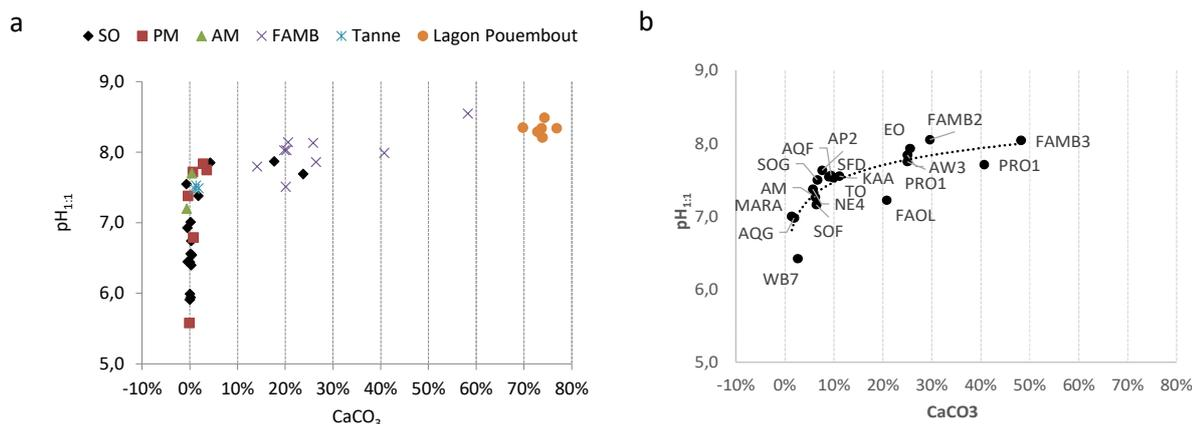 a
SO PM AM FAMB Tanne Lagon Pouembout
9,0
8,0
7,0
6,0
5,0
pH1:1
-10% 0% 10% 20% 30% 40% 50% 60% 70% 80%
CaCO3
b
9,0
8,0
7,0
6,0
5,0
pH1:1
EO FAMB2
AP2
AQF FAMB3
SOG SFD AW3 PRO1
KAA PRO1
AM TO
MARA NE4
FAOL
AQG SOF
WB7
-10% 0% 10% 20% 30% 40% 50% 60% 70% 80%
CaCO3